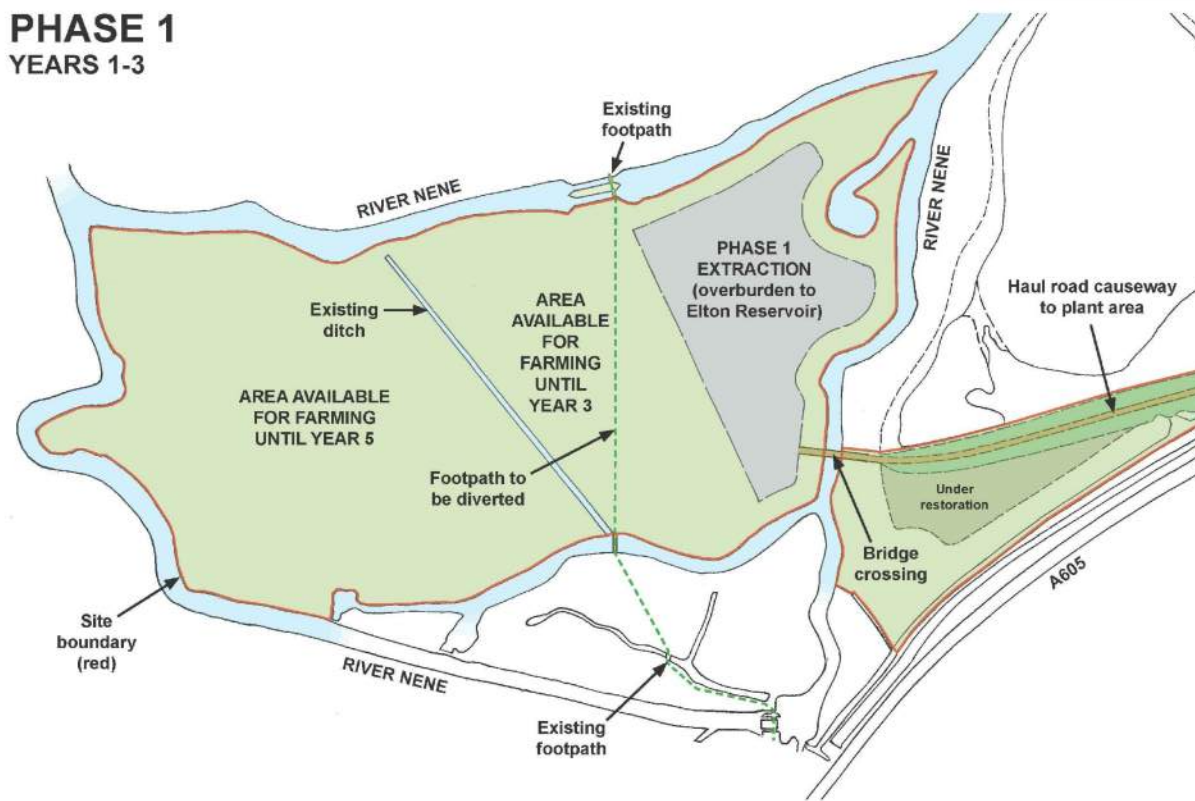 PHASE 1
YEARS 1-3
Existing
footpath
RIVER NENE
RIVER NENE
PHASE 1
EXTRACTION
(overburden to
Elton Reservoir)
Haul road causeway
to plant area
Existing
ditch
AREA
AVAILABLE
FOR
FARMING
UNTIL
YEAR 3
AREA AVAILABLE
FOR FARMING
UNTIL YEAR 5
Footpath to
be diverted
Under
restoration
Bridge
crossing
A605
Site
boundary
(red)
RIVER NENE
Existing
footpath